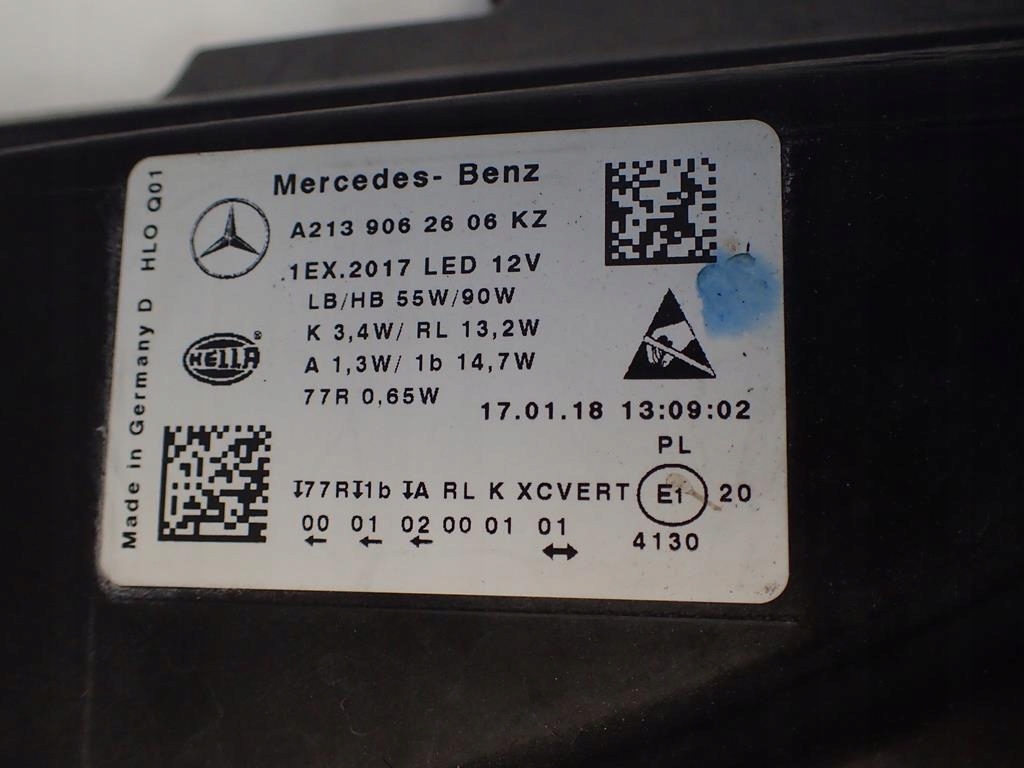 Mercedes- Benz
A213 906 26 06 KZ
.1EX.2017 LED 12V
LB/HB 55W/90W
K 3,4W/ RL 13,2W
A 1,3W/ 1b 14,7W
77R 0,65W
17.01.18 13:09:02
PL
↧77R↧1b ↧A RL K XCVERT E1 20
00 01 02 00 01 01
← ← ← ↔
4130
HELLA ®
Made in Germany D HLO Q01